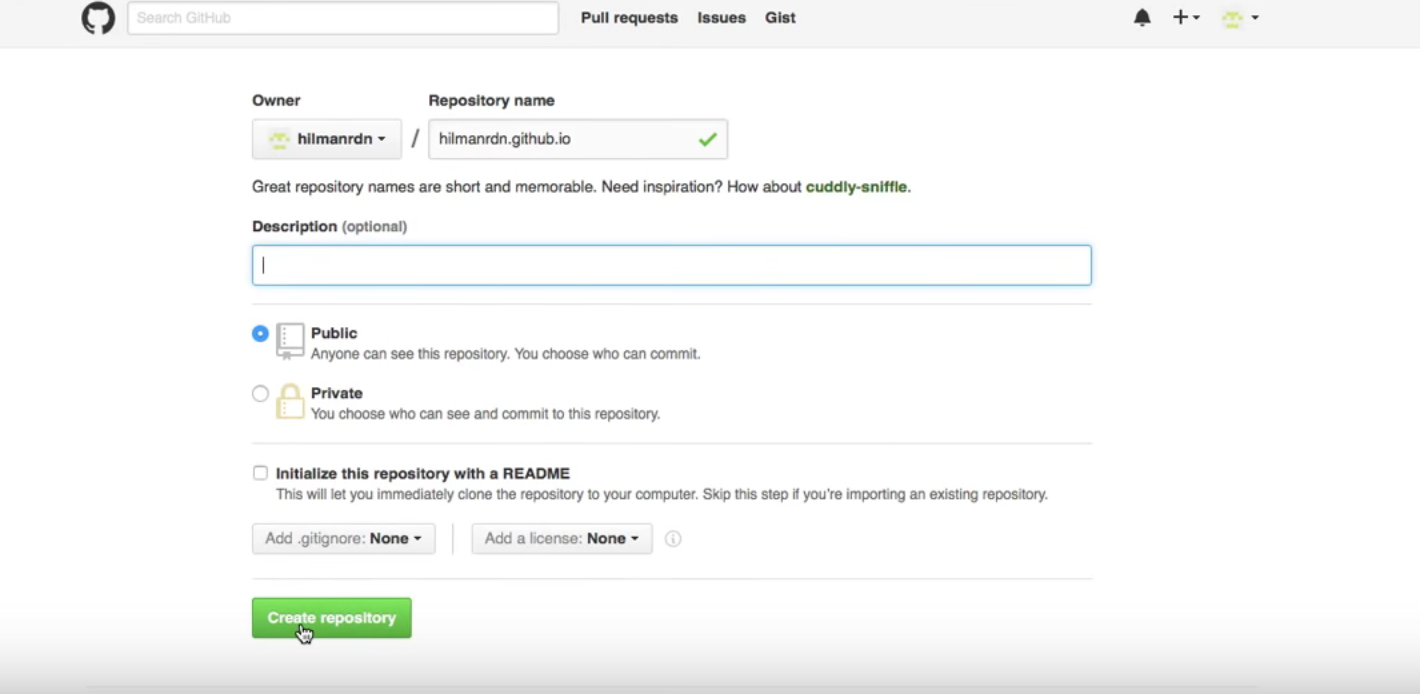 Search GitHub Pull requests Issues Gist
Owner Repository name
hilmanrdn / hilmanrdn.github.io
Great repository names are short and memorable. Need inspiration? How about cuddly-sniffle.
Description (optional)
Public
Anyone can see this repository. You choose who can commit.
Private
You choose who can see and commit to this repository.
Initialize this repository with a README
This will let you immediately clone the repository to your computer. Skip this step if you’re importing an existing repository.
Add .gitignore: None Add a license: None
Create repository